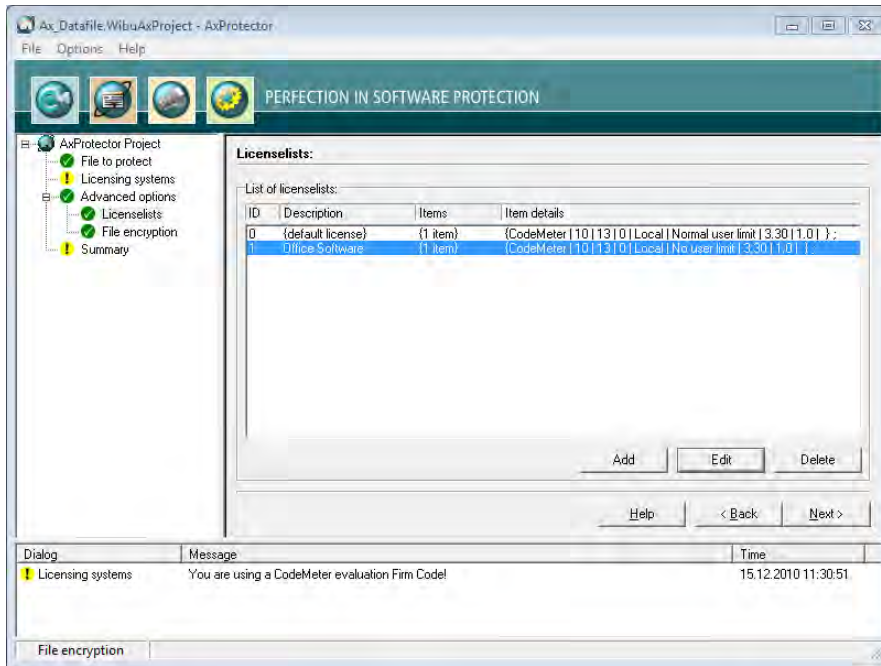 Ax_Datafile.WibuAxProject - AxProtector
File Options Help
PERFECTION IN SOFTWARE PROTECTION
AxProtector Project
File to protect
Licensing systems
Advanced options
Licenselists
File encryption
Summary
Licenselists:
List of licenselists:
ID Description Items Item details
0 {default license} {1 item} {CodeMeter | 10 | 13 | 0 | Local | Normal user limit | 3.30 | 1.0 | } ;
1 Office Software {1 item} {CodeMeter | 10 | 13 | 0 | Local | No user limit | 3.30 | 1.0 | }
Add Edit Delete
Help < Back Next >
Dialog Message Time
Licensing systems You are using a CodeMeter evaluation Firm Code! 15.12.2010 11:30:51
File encryption